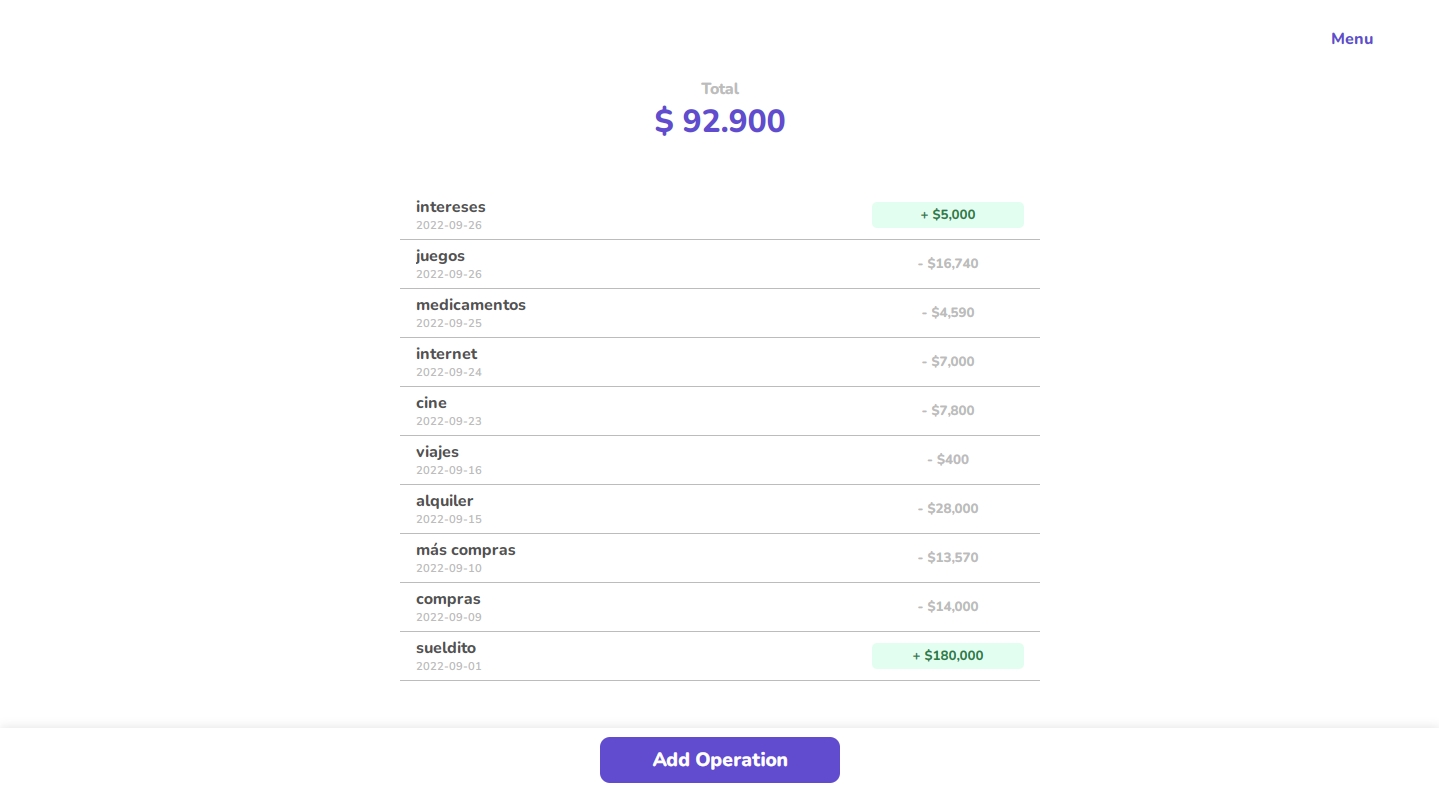 Menu
Total
$ 92.900
intereses
2022-09-26
+ $5,000
juegos
2022-09-26
- $16,740
medicamentos
2022-09-25
- $4,590
internet
2022-09-24
- $7,000
cine
2022-09-23
- $7,800
viajes
2022-09-16
- $400
alquiler
2022-09-15
- $28,000
más compras
2022-09-10
- $13,570
compras
2022-09-09
- $14,000
sueldito
2022-09-01
+ $180,000
Add Operation